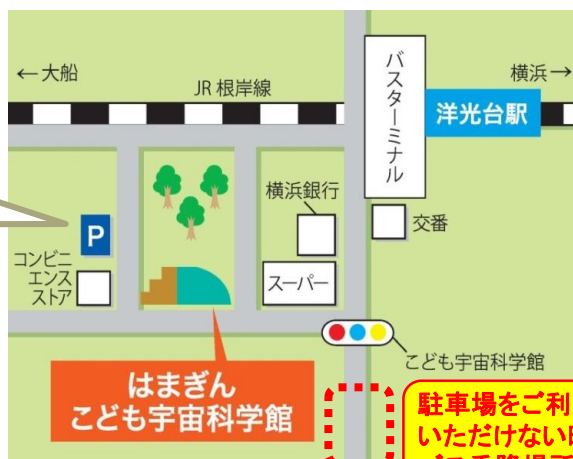 ←大船
JR 根岸線
バスターミナル
横浜→
洋光台駅
横浜銀行
交番
P
コンビニ
エンス
ストア
スーパー
こども宇宙科学館
はまぎん
こども宇宙科学館
駐車場をご利
いただけない